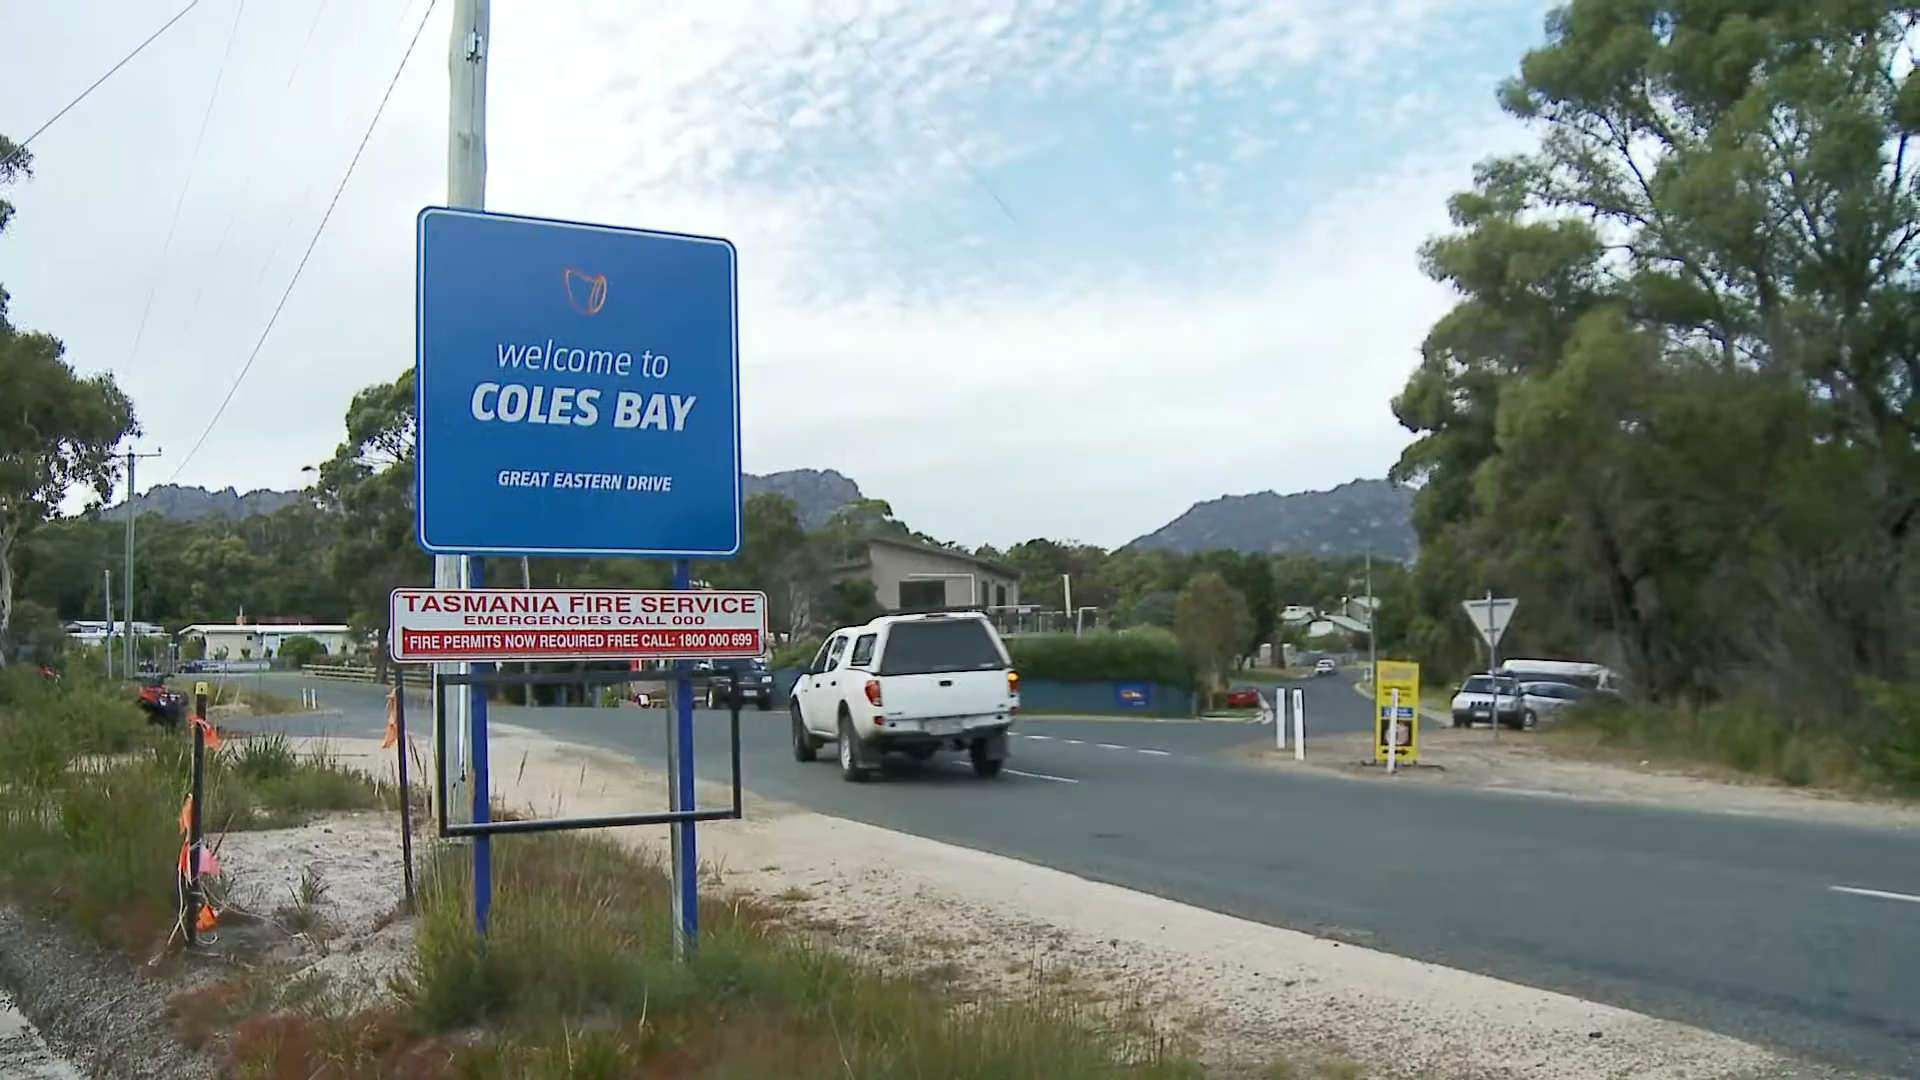 welcome to
COLES BAY
GREAT EASTERN DRIVE
TASMANIA FIRE SERVICE
EMERGENCIES CALL 000
FIRE PERMITS NOW REQUIRED FREE CALL: 1800 000 699